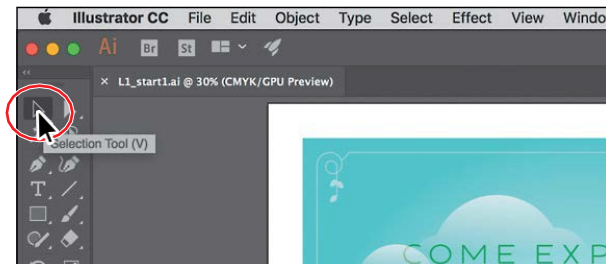 Illustrator CC File Edit Object Type Select Effect View Windo
Ai Br St
× L1_start1.ai @ 30% (CMYK/GPU Preview)
Selection Tool (V)
T
COME EXP